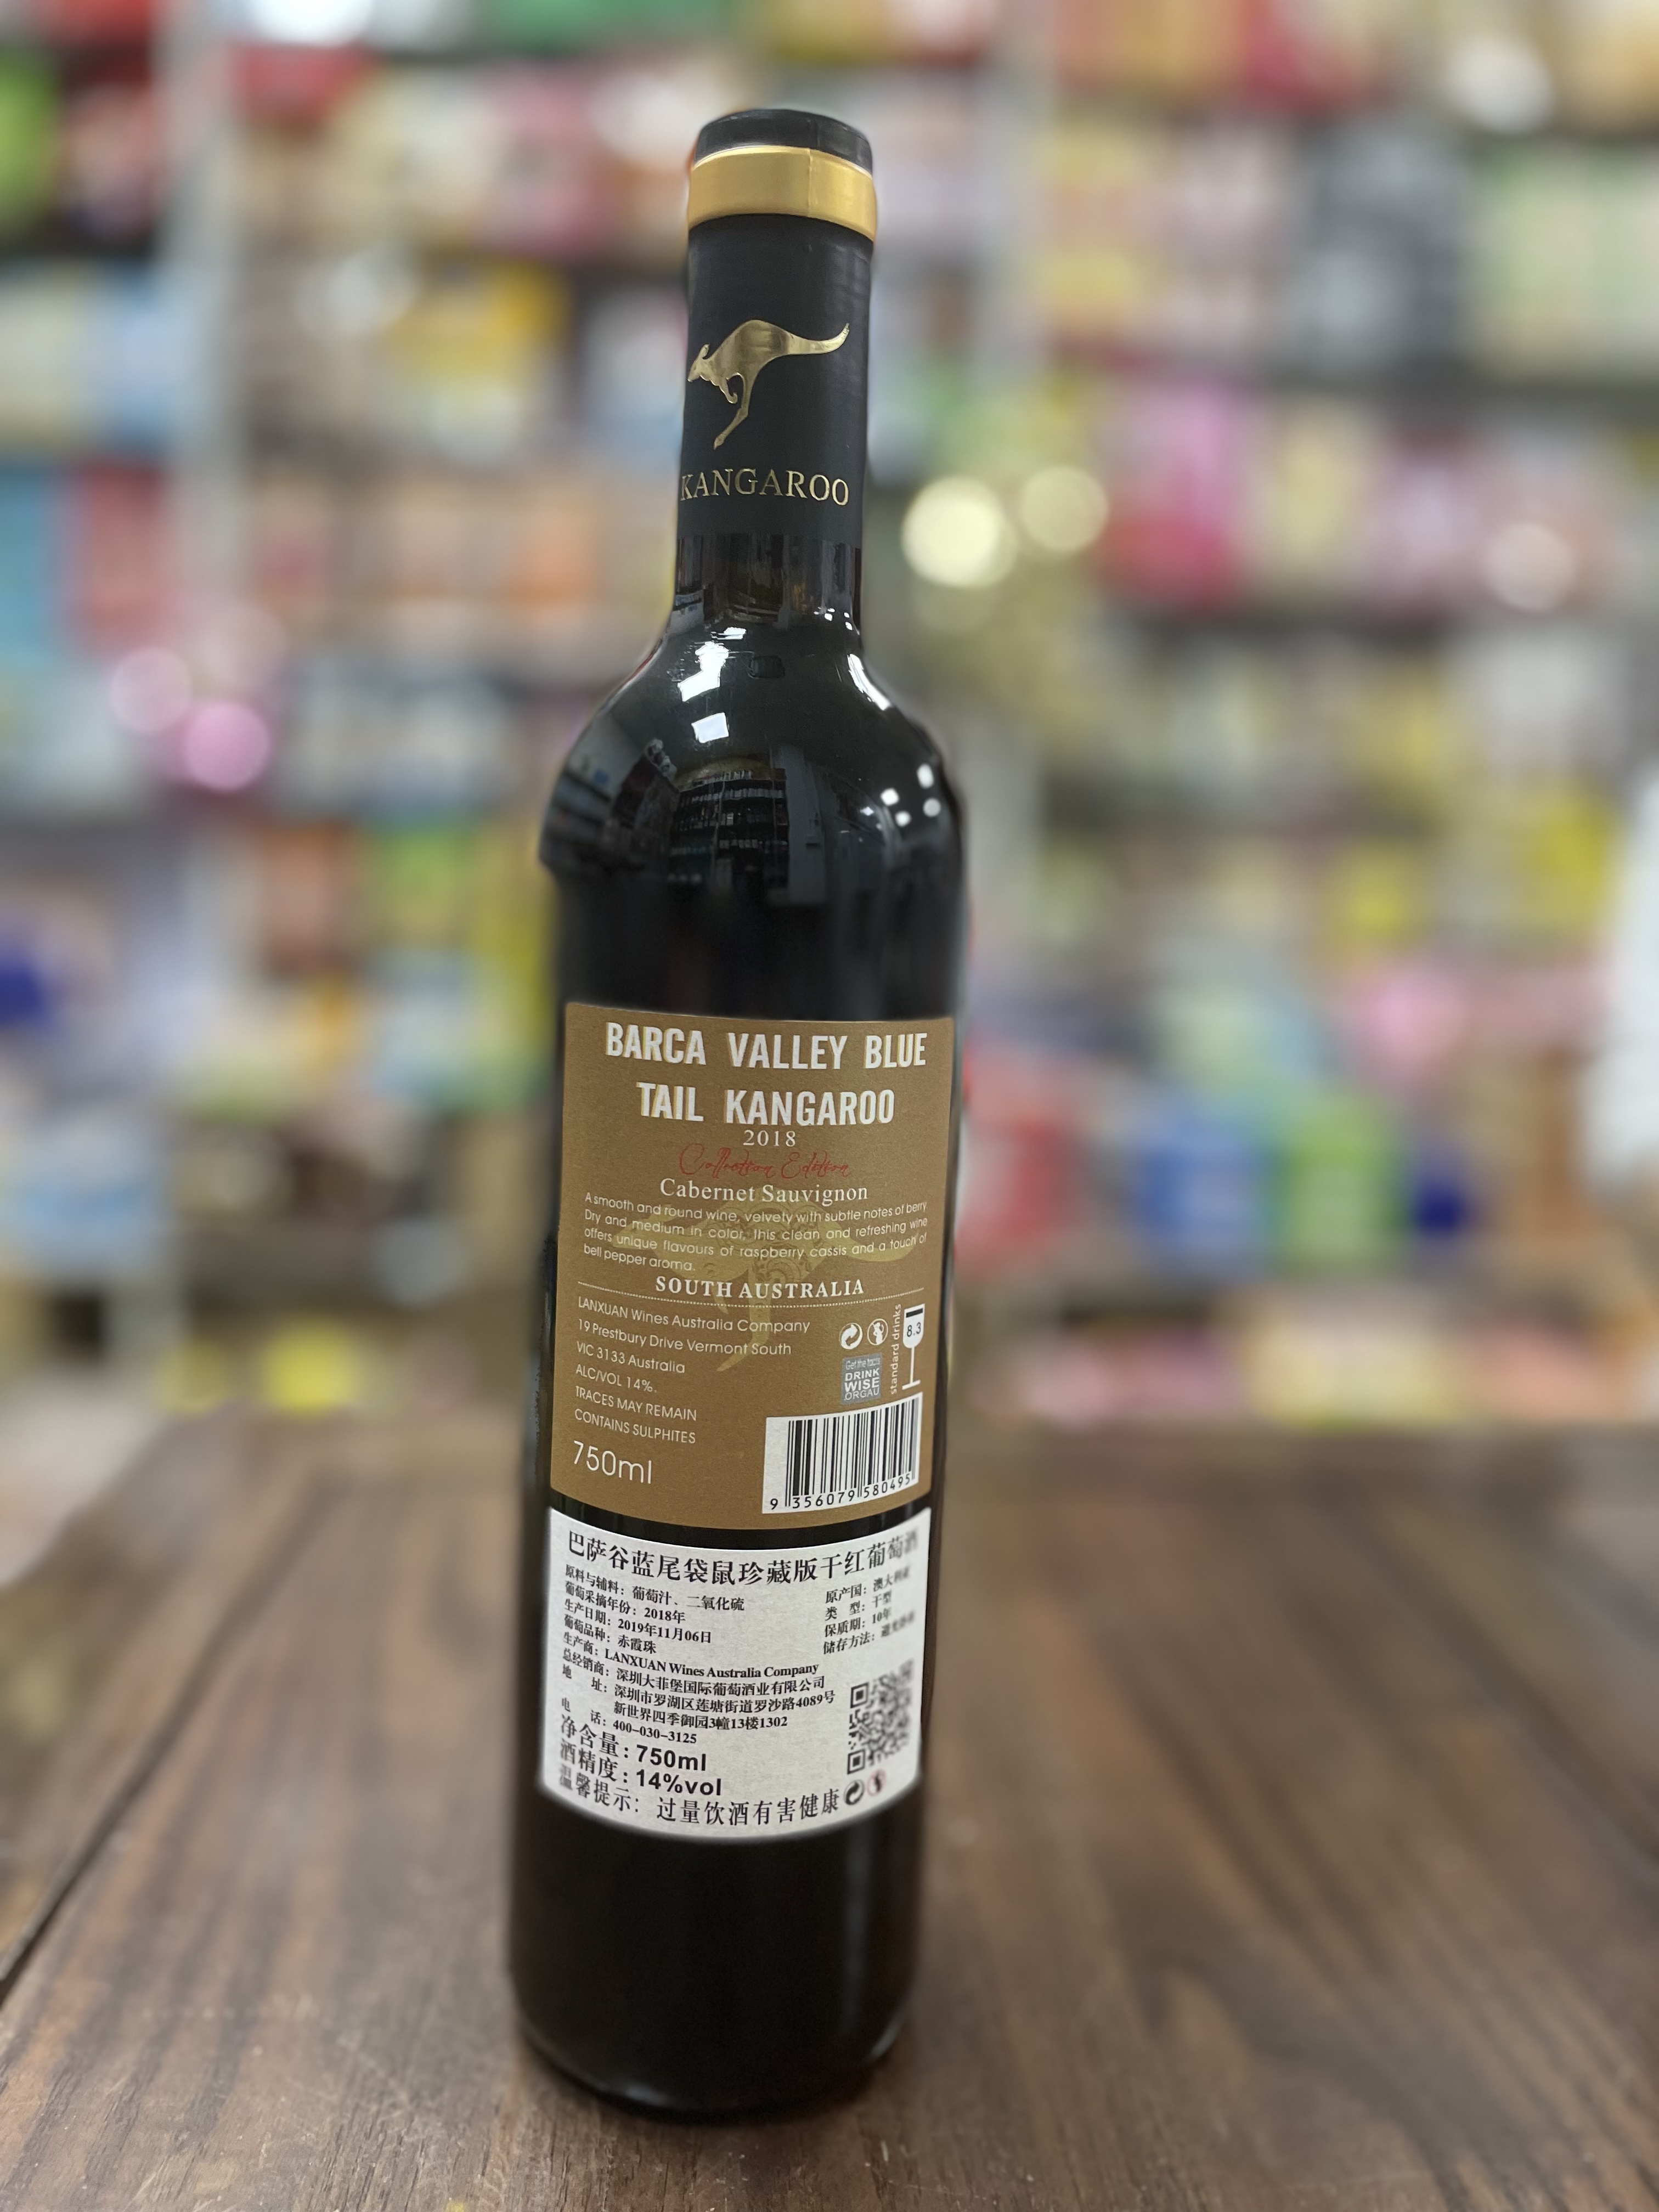 KANGAROO
BARCA VALLEY BLUE
TAIL KANGAROO
2018
Collection Edition
Cabernet Sauvignon
A smooth and round wine, velvety with subtle notes of berry
Dry and medium in color, this clean and refreshing wine
offers unique flavours of raspberry cassis and a touch of
bell pepper aroma.
SOUTH AUSTRALIA
LANXUAN Wines Australia Company
19 Prestbury Drive Vermont South
VIC 3133 Australia
ALC/VOL 14%.
TRACES MAY REMAIN
CONTAINS SULPHITES
750ml
8.3
standard drinks
Get the facts
DRINK
WISE
ORG.AU
9 356079 580495
巴萨谷蓝尾袋鼠珍藏版干红葡萄酒
原料与辅料：葡萄汁、二氧化硫
葡萄采摘年份：2018年
生产日期：2019年11月06日
葡萄品种：赤霞珠
生产商：LANXUAN Wines Australia Company
总经销商：深圳大菲堡国际葡萄酒业有限公司
地 址：深圳市罗湖区莲塘街道罗沙路4089号
新世界四季御园3幢13楼1302
电 话：400-030-3125
原产国：澳大利亚
类 型：干型
保质期：10年
储存方法：
净含量：750ml
酒精度：14%vol
温馨提示：过量饮酒有害健康